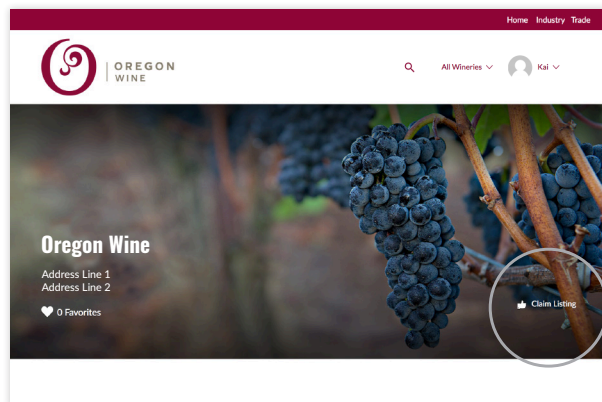 Home Industry Trade
OREGON
WINE
All Wineries
Kai
Oregon Wine
Address Line 1
Address Line 2
0 Favorites
Claim Listing